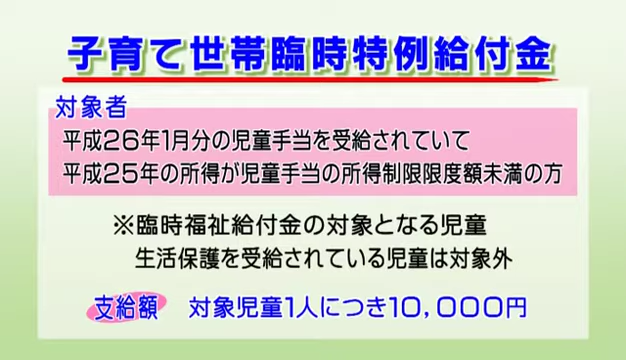 子育て世帯臨時特例給付金
対象者
平成26年1月分の児童手当を受給されていて
平成25年の所得が児童手当の所得制限限度額未満の方
※臨時福祉給付金の対象となる児童
生活保護を受給されている児童は対象外
支給額 対象児童1人につき10,000円